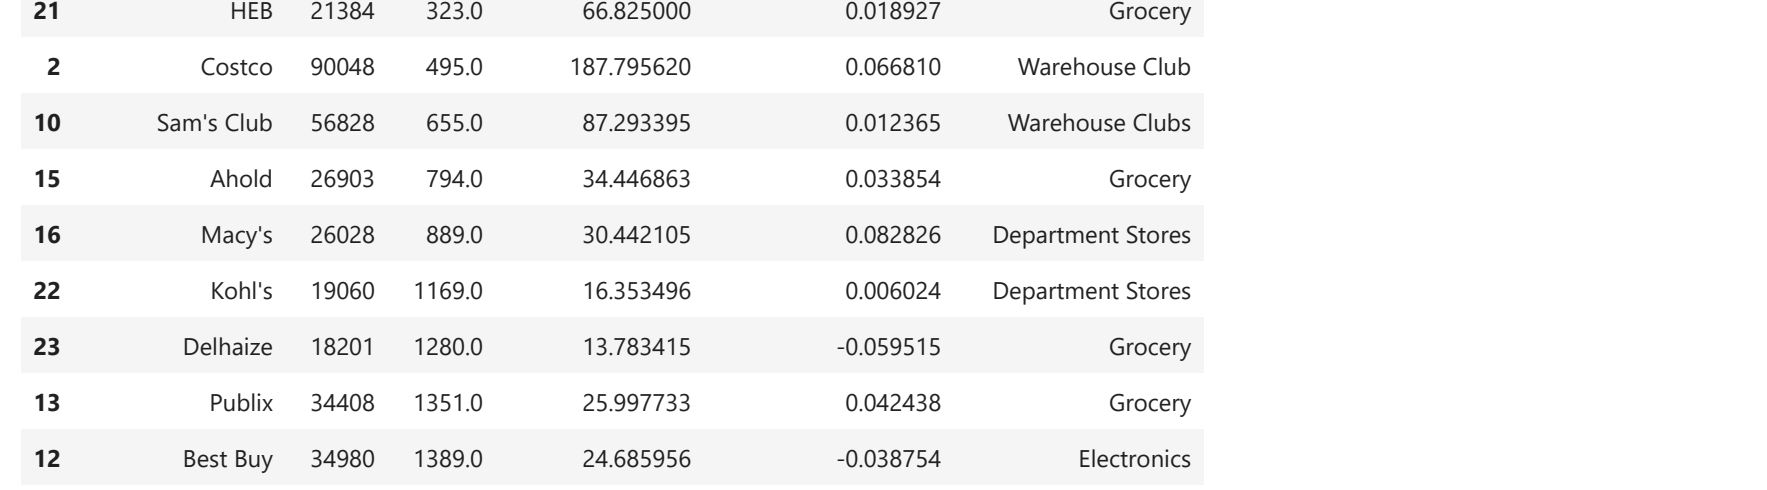 21 HEB 21384 323.0 66.825000 0.018927 Grocery
2 Costco 90048 495.0 187.795620 0.066810 Warehouse Club
10 Sam's Club 56828 655.0 87.293395 0.012365 Warehouse Clubs
15 Ahold 26903 794.0 34.446863 0.033854 Grocery
16 Macy's 26028 889.0 30.442105 0.082826 Department Stores
22 Kohl's 19060 1169.0 16.353496 0.006024 Department Stores
23 Delhaize 18201 1280.0 13.783415 -0.059515 Grocery
13 Publix 34408 1351.0 25.997733 0.042438 Grocery
12 Best Buy 34980 1389.0 24.685956 -0.038754 Electronics